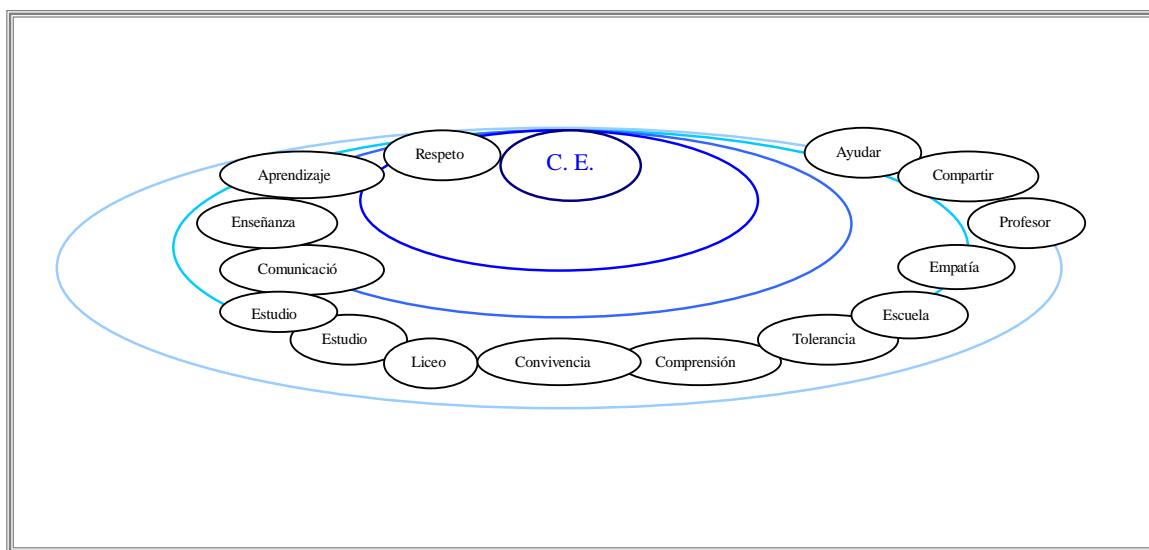 C. E.
Respeto
Aprendizaje
Enseñanza
Comunicació
Estudio
Estudio
Liceo
Convivencia
Comprensión
Tolerancia
Escuela
Empatía
Profesor
Compartir
Ayudar